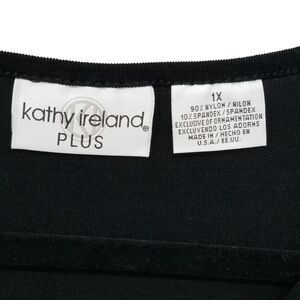 kathy ireland®
PLUS
1X
90% NYLON / NILON
10% SPANDEX / SPANDEX
EXCLUSIVE OF ORNAMENTATION
EXCLUYENDO LOS ADORHS
MADE IN / HECHO EN
U.S.A./ EE.UU.